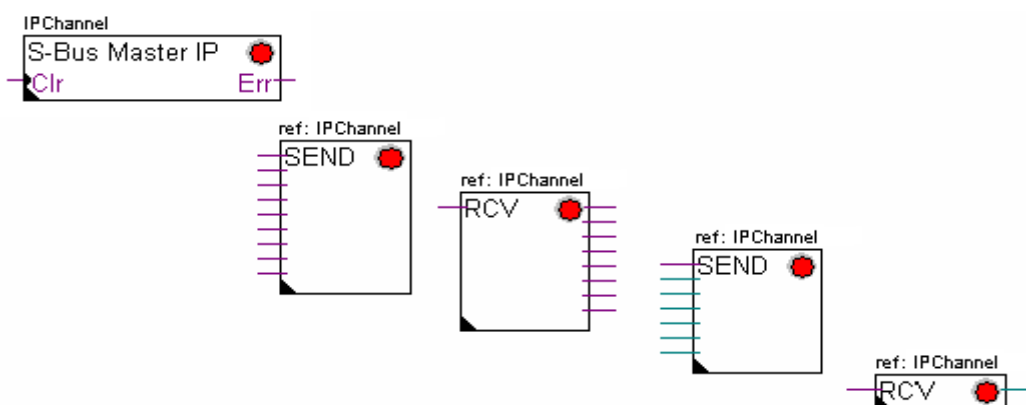 IPChannel
S-Bus Master IP
Clr Err
ref: IPChannel
SEND
ref: IPChannel
RCV
ref: IPChannel
SEND
ref: IPChannel
RCV